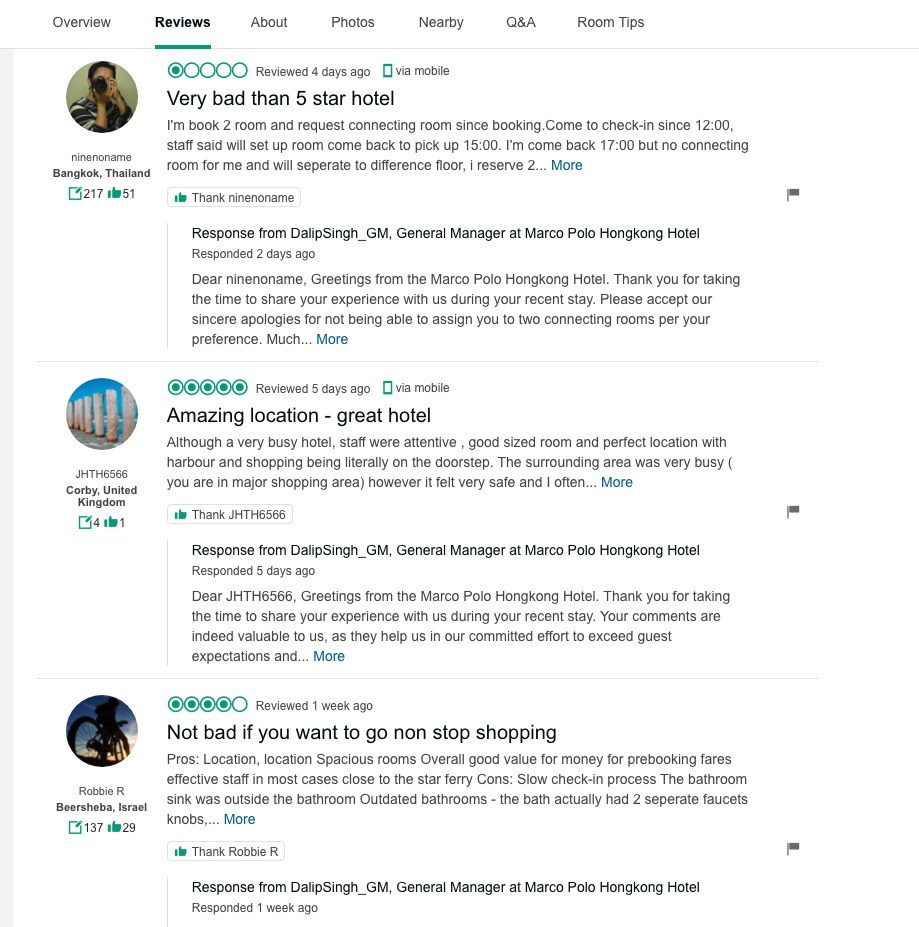 Overview Reviews About Photos Nearby Q&A Room Tips
Reviewed 4 days ago via mobile
Very bad than 5 star hotel
I'm book 2 room and request connecting room since booking.Come to check-in since 12:00,
staff said will set up room come back to pick up 15:00. I'm come back 17:00 but no connecting
room for me and will seperate to difference floor, i reserve 2... More
ninenoname
Bangkok, Thailand
217 51
Thank ninenoname
Response from DalipSingh_GM, General Manager at Marco Polo Hongkong Hotel
Responded 2 days ago
Dear ninenoname, Greetings from the Marco Polo Hongkong Hotel. Thank you for taking
the time to share your experience with us during your recent stay. Please accept our
sincere apologies for not being able to assign you to two connecting rooms per your
preference. Much... More
Reviewed 5 days ago via mobile
Amazing location - great hotel
Although a very busy hotel, staff were attentive , good sized room and perfect location with
harbour and shopping being literally on the doorstep. The surrounding area was very busy (
you are in major shopping area) however it felt very safe and I often... More
JHTH6566
Corby, United
Kingdom
4 1
Thank JHTH6566
Response from DalipSingh_GM, General Manager at Marco Polo Hongkong Hotel
Responded 5 days ago
Dear JHTH6566, Greetings from the Marco Polo Hongkong Hotel. Thank you for taking
the time to share your experience with us during your recent stay. Your comments are
indeed valuable to us, as they help us in our committed effort to exceed guest
expectations and... More
Reviewed 1 week ago
Not bad if you want to go non stop shopping
Pros: Location, location Spacious rooms Overall good value for money for prebooking fares
effective staff in most cases close to the star ferry Cons: Slow check-in process The bathroom
sink was outside the bathroom Outdated bathrooms - the bath actually had 2 seperate faucets
knobs,... More
Robbie R
Beersheba, Israel
137 29
Thank Robbie R
Response from DalipSingh_GM, General Manager at Marco Polo Hongkong Hotel
Responded 1 week ago